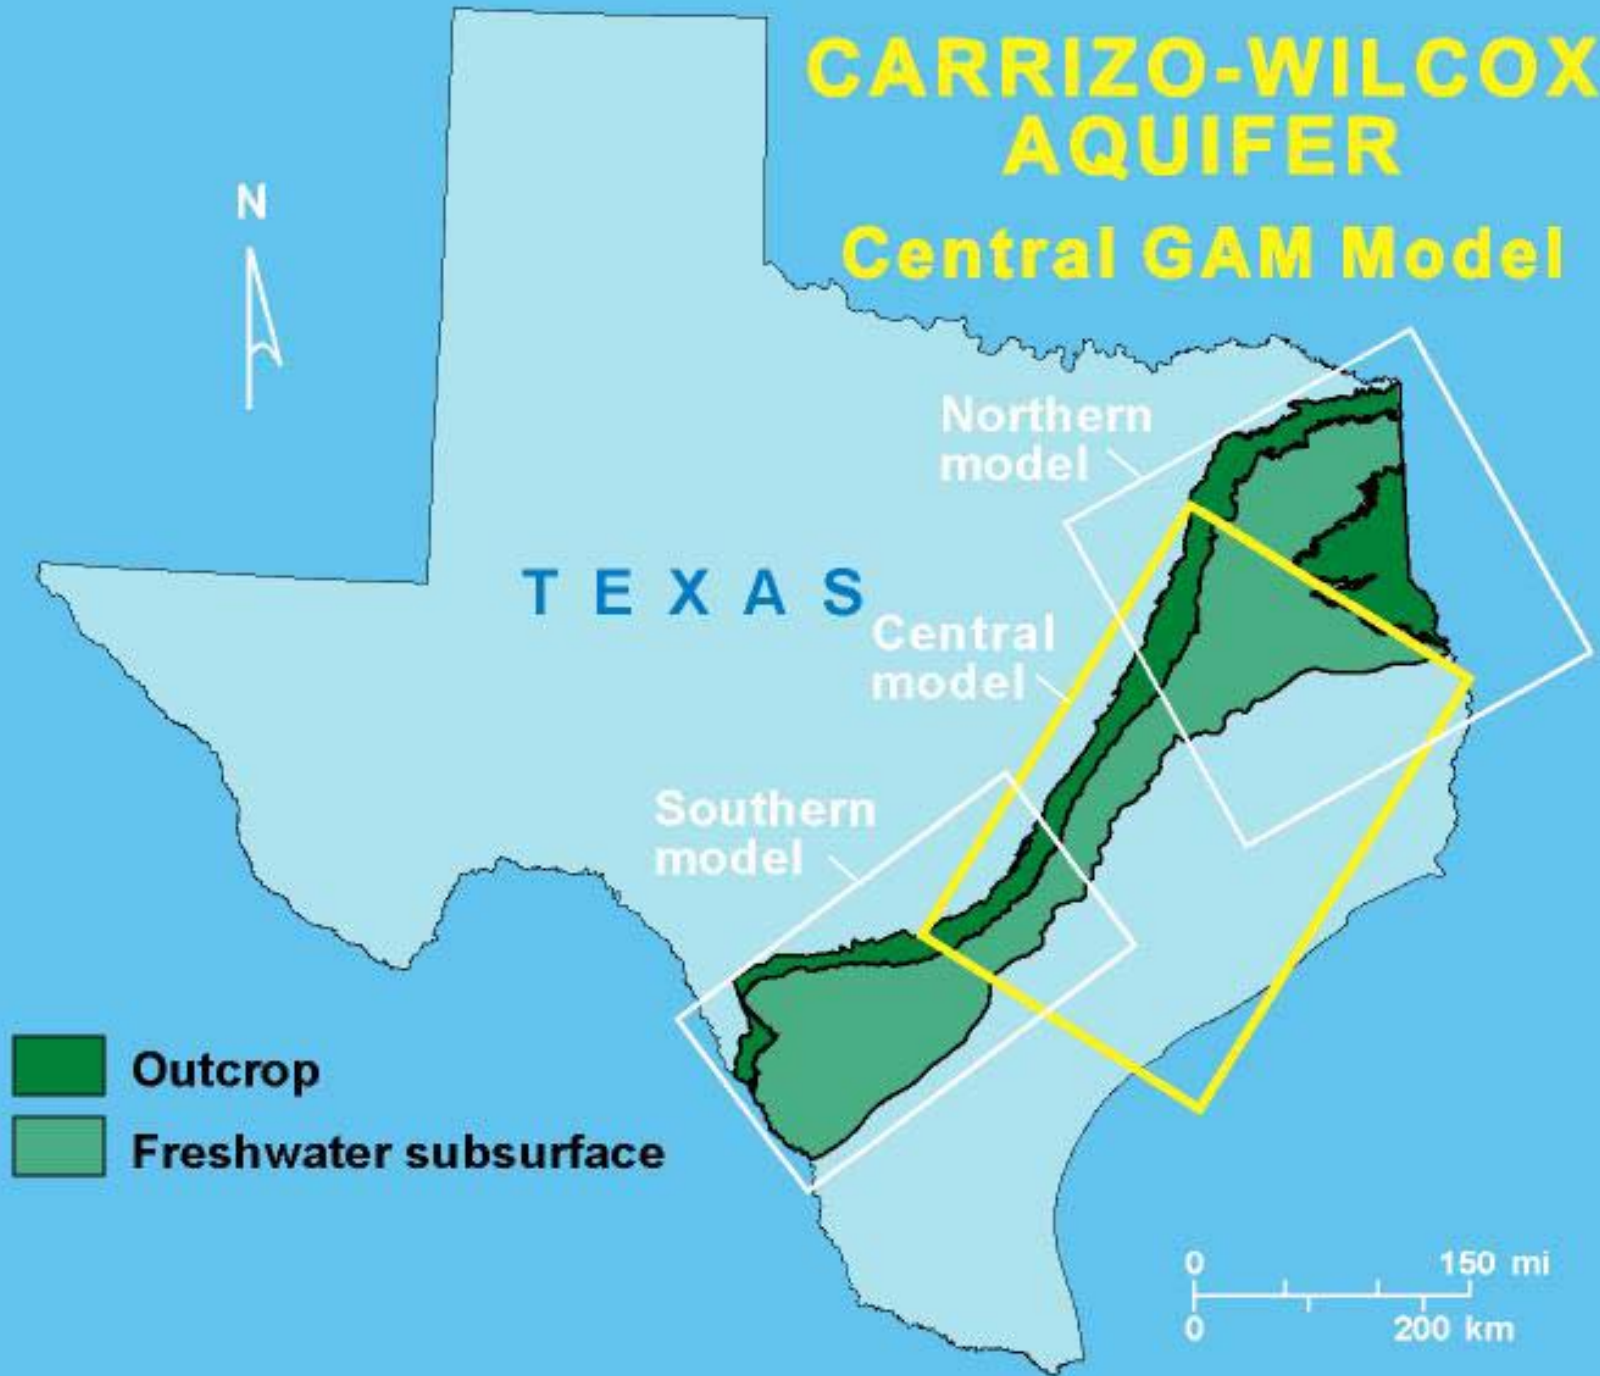 CARRIZO-WILCOX
AQUIFER
Central GAM Model
N
Northern
model
T E X A S
Central
model
Southern
model
Outcrop
Freshwater subsurface
0 150 mi
0 200 km